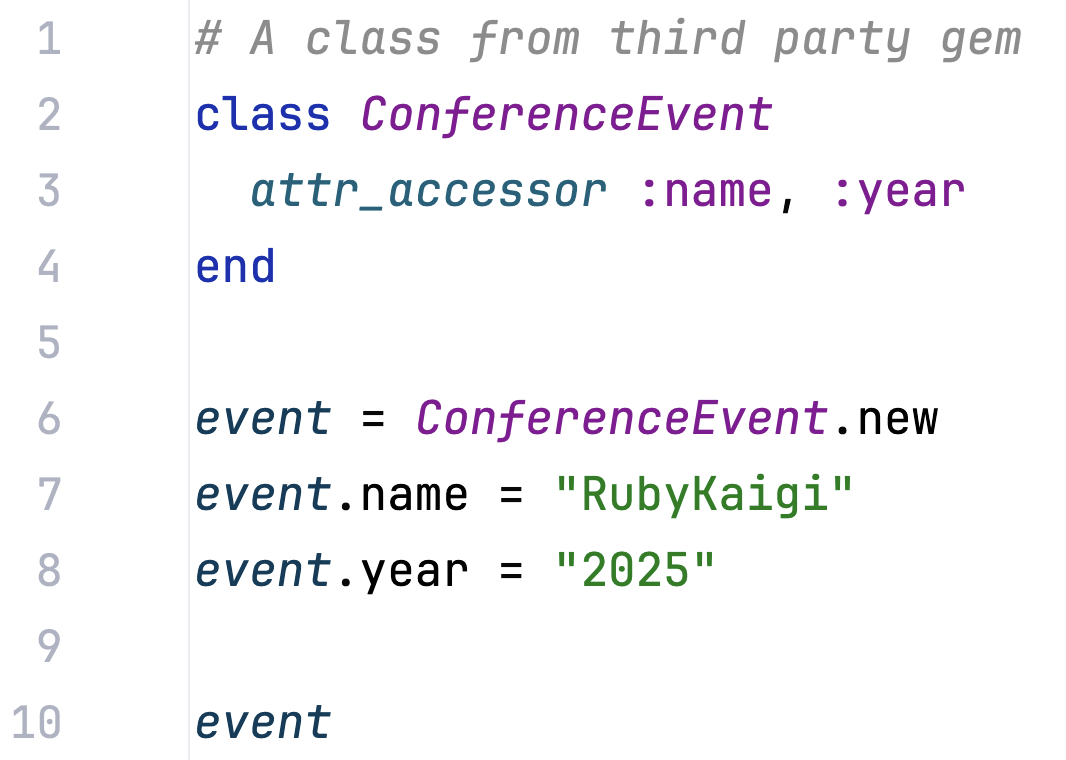 1 # A class from third party gem
2 class ConferenceEvent
3   attr_accessor :name, :year
4 end
5
6 event = ConferenceEvent.new
7 event.name = "RubyKaigi"
8 event.year = "2025"
9
10 event